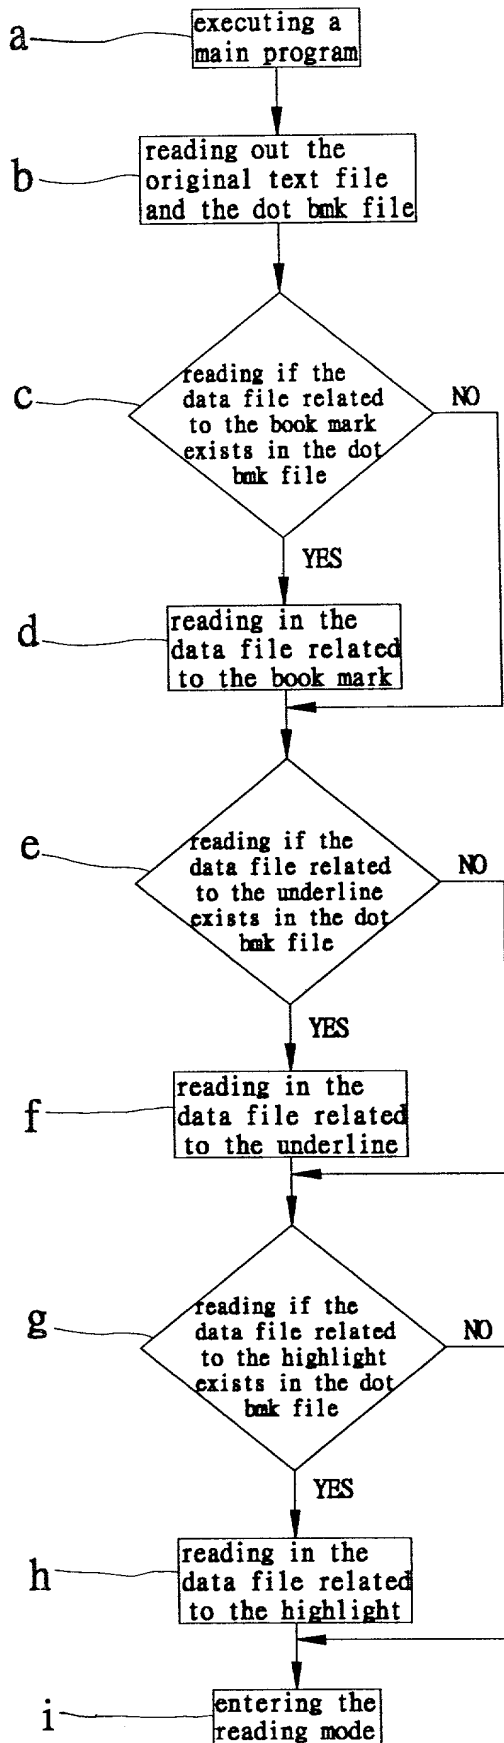 a
executing a
main program
b
reading out the
original text file
and the dot bmk file
c
reading if the
data file related
to the book mark
exists in the dot
bmk file
NO
YES
d
reading in the
data file related
to the book mark
e
reading if the
data file related
to the underline
exists in the dot
bmk file
NO
YES
f
reading in the
data file related
to the underline
g
reading if the
data file related
to the highlight
exists in the dot
bmk file
NO
YES
h
reading in the
data file related
to the highlight
i
entering the
reading mode